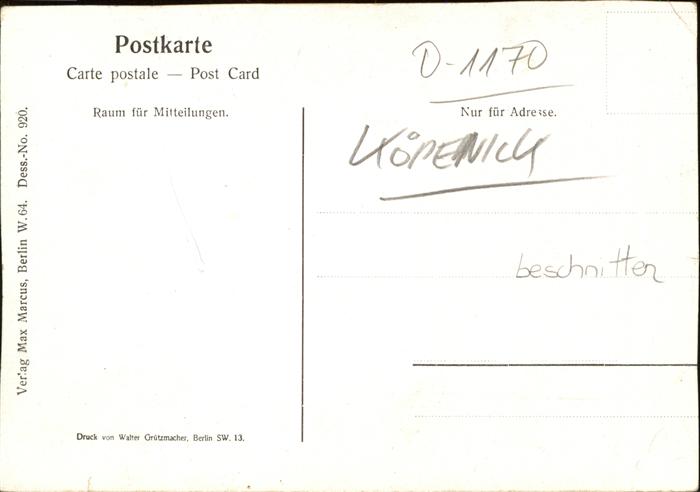 Postkarte
Carte postale — Post Card
Raum für Mitteilungen.
Verlag Max Marcus, Berlin W. 64. Dess.-No. 920.
Druck von Walter Grützmacher, Berlin SW. 13.
D-1170
Nur für Adresse.
KÖPENICK
beschnitten